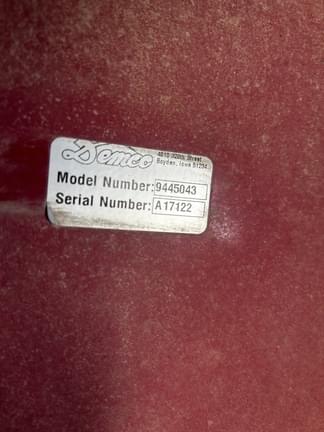 Demco
4010 320th Street
Boyden, Iowa 51234
Model Number: 9445043
Serial Number: A17122